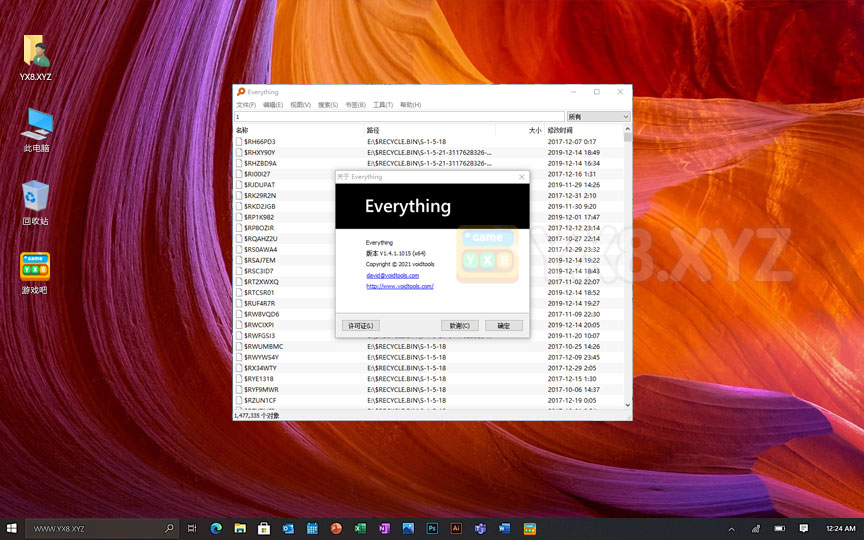 YX8.XYZ
此电脑
回收站
game
YX8
游戏吧
Everything
文件(F) 编辑(E) 视图(V) 搜索(S) 书签(B) 工具(T) 帮助(H)
1 所有
名称 路径 大小 修改时间
$RH66PD3 E:\$RECYCLE.BIN\S-1-5-18 2017-12-07 0:17
$RHXY90Y E:\$RECYCLE.BIN\S-1-5-21-3117628326-... 2019-12-14 18:49
$RHZBD9A E:\$RECYCLE.BIN\S-1-5-21-3117628326-... 2019-12-14 16:34
$RI00I27 2017-12-16 1:31
$RJDUPAT 2019-11-29 14:26
$RK29R2N 2017-12-31 2:10
$RKD2JGB 2019-11-30 9:20
$RP1K982 2019-12-01 17:47
$RP8OZIR 2017-12-12 23:14
$RQAHZ2U 2017-10-27 22:14
$RS0AWA4 2017-12-29 23:32
$RSAJ7EM 2019-12-14 19:22
$RSC3ID7 2019-12-14 18:43
$RT2XWXQ 2017-11-02 22:07
$RTCSR01 2019-12-14 18:52
$RUF4R7R 2019-12-14 19:27
$RW8VQD6 2017-11-09 22:30
$RWCIXPI 2019-12-14 20:05
$RWFGSI3 2019-11-20 10:07
$RWUMBMC E:\$RECYCLE.BIN\S-1-5-18 2017-10-25 14:26
$RWYWS4Y E:\$RECYCLE.BIN\S-1-5-18 2017-12-09 23:45
$RX34WTY E:\$RECYCLE.BIN\S-1-5-18 2017-12-29 2:05
$RYE1318 E:\$RECYCLE.BIN\S-1-5-18 2017-12-15 1:30
$RYF9MWR E:\$RECYCLE.BIN\S-1-5-18 2017-10-06 14:37
$RZUN1CF E:\$RECYCLE.BIN\S-1-5-18 2017-12-19 0:05
1,477,335 个对象
关于 Everything
Everything
Everything
版本 V1.4.1.1015 (x64)
Copyright © 2021 voidtools
david@voidtools.com
http://www.voidtools.com/
许可证(L) 致谢(C) 确定
game
YX8
YX8.XYZ
WWW.YX8.XYZ
12:24 AM